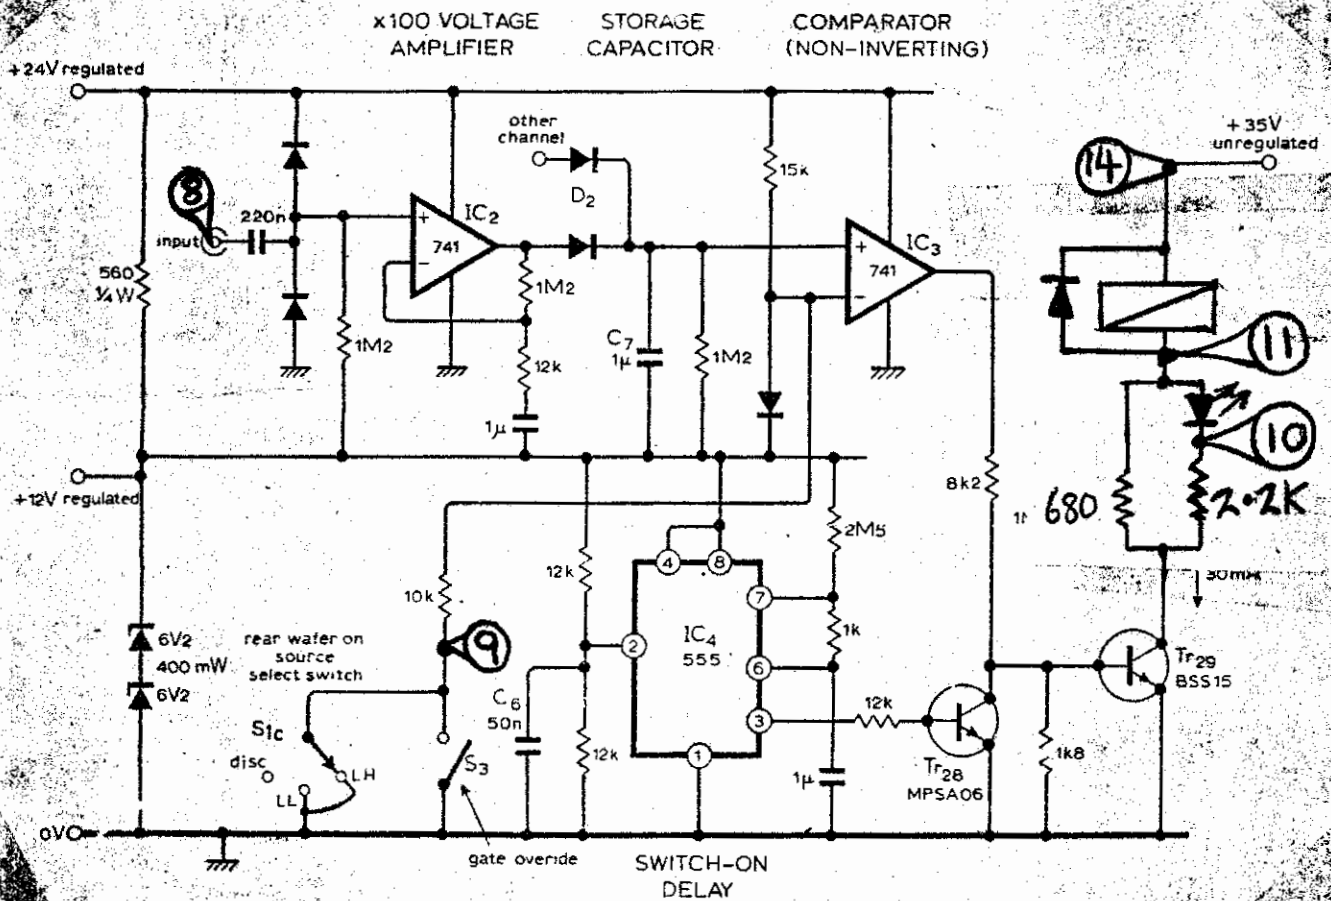 x100 VOLTAGE
AMPLIFIER
STORAGE
CAPACITOR
COMPARATOR
(NON-INVERTING)
+24V regulated
other
channel
D2
+35V
unregulated
14
8
220n
input
IC2
+
741
-
15k
IC3
+
741
-
560
¼W
1M2
1M2
12k
1μ
C7
1μ
1M2
11
10
+12V regulated
8k2
680
2.2K
2M5
12k
4
8
7
10k
9
IC4
555
1k
2
6
3
1
30mA
6V2
400mW
6V2
rear wafer on
source
select switch
C6
50n
12k
12k
S1c
disc
LH
LL
S3
1μ
Tr28
MPSA06
1k8
Tr29
BSS15
0V
gate override
SWITCH-ON
DELAY